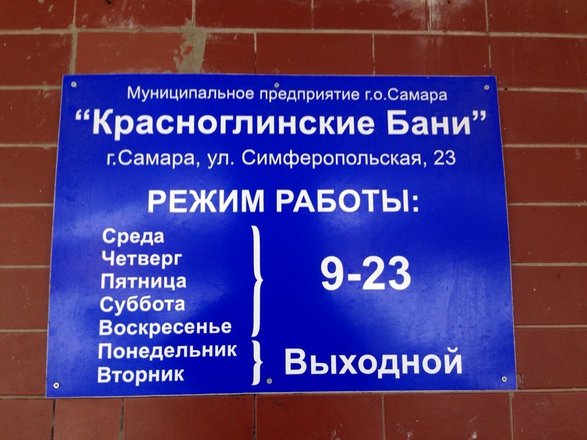 Муниципальное предприятие г.о.Самара
“Красноглинские Бани”
г.Самара, ул. Симферопольская, 23
РЕЖИМ РАБОТЫ:
Среда
Четверг
Пятница
Суббота
Воскресенье
9-23
Понедельник
Вторник
Выходной